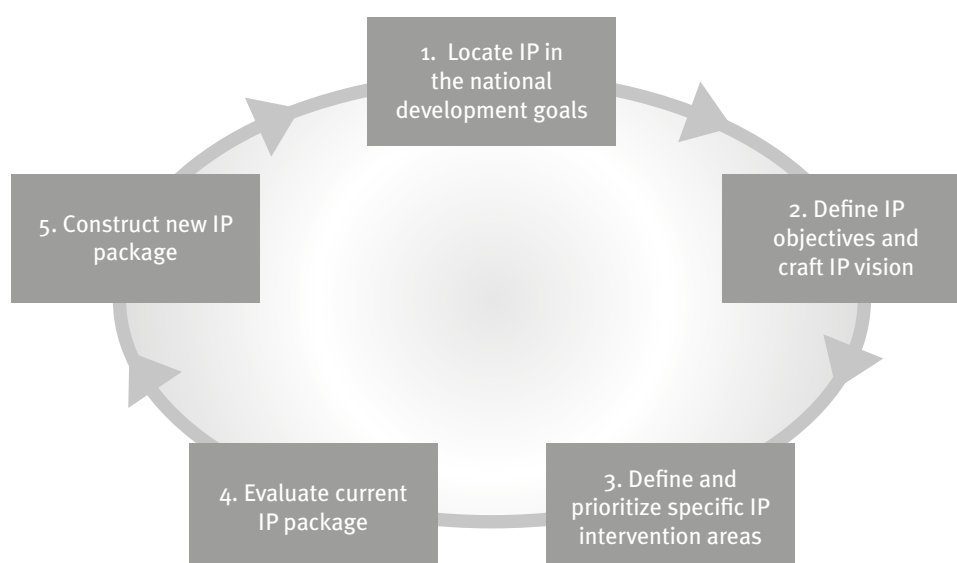 1. Locate IP in
the national
development goals
2. Define IP
objectives and
craft IP vision
3. Define and
prioritize specific IP
intervention areas
4. Evaluate current
IP package
5. Construct new IP
package